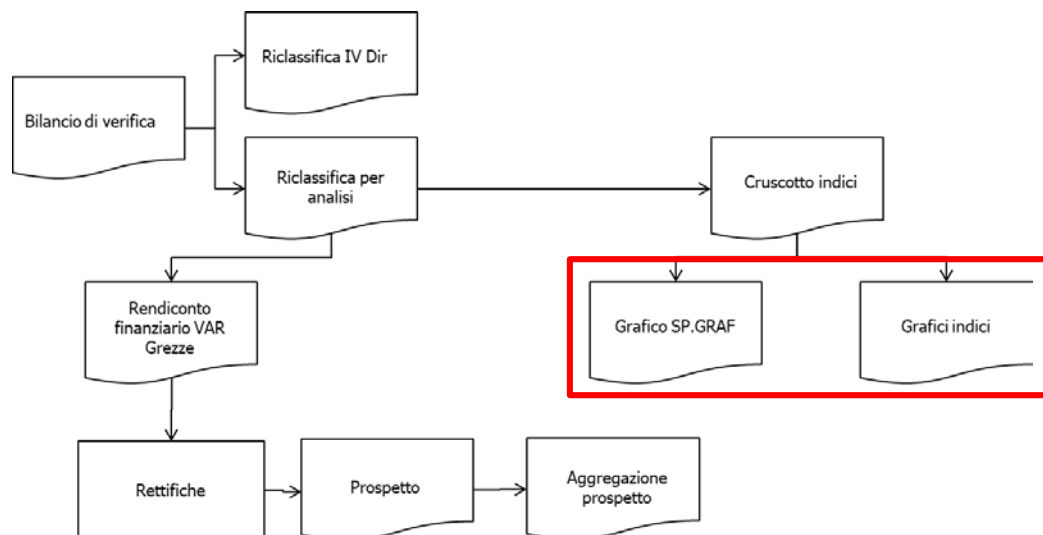 Riclassifica IV Dir
Bilancio di verifica
Riclassifica per
analisi
Cruscotto indici
Rendiconto
finanziario VAR
Grezze
Grafico SP.GRAF
Grafici indici
Rettifiche
Prospetto
Aggregazione
prospetto